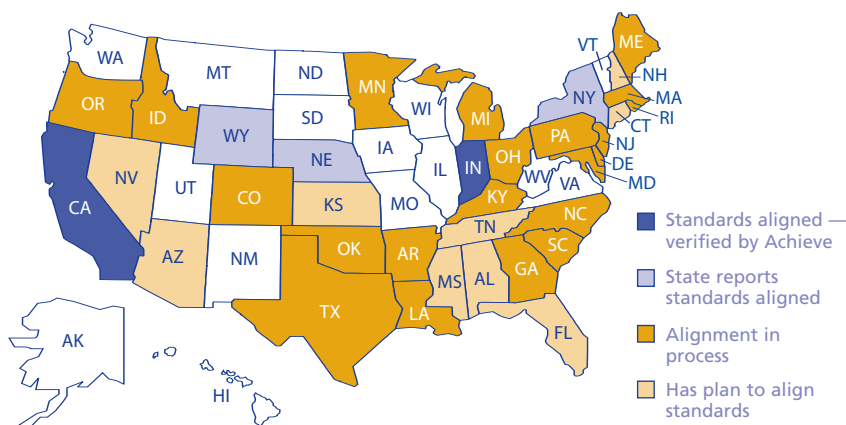 WA
MT
ND
MN
VT
ME
NH
MA
RI
CT
NJ
DE
MD
OR
ID
SD
WI
MI
NY
WY
IA
PA
NE
IL
IN
OH
WV
VA
NV
UT
CO
KS
MO
KY
NC
CA
TN
SC
AZ
NM
OK
AR
MS
AL
GA
TX
LA
FL
AK
HI
Standards aligned —
verified by Achieve
State reports
standards aligned
Alignment in
process
Has plan to align
standards